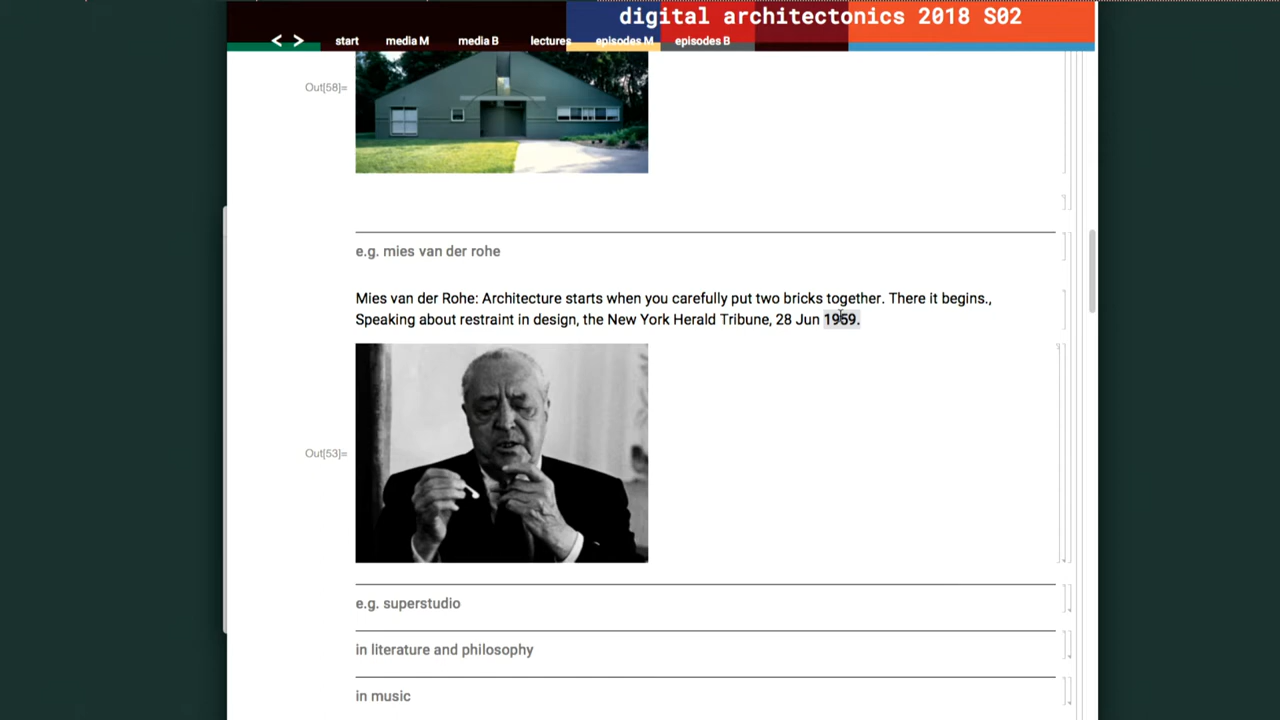 digital architectonics 2018 S02
< > start media M media B lectures episodes M episodes B
Out[58]=
e.g. mies van der rohe
Mies van der Rohe: Architecture starts when you carefully put two bricks together. There it begins.,
Speaking about restraint in design, the New York Herald Tribune, 28 Jun 1959.
Out[53]=
e.g. superstudio
in literature and philosophy
in music